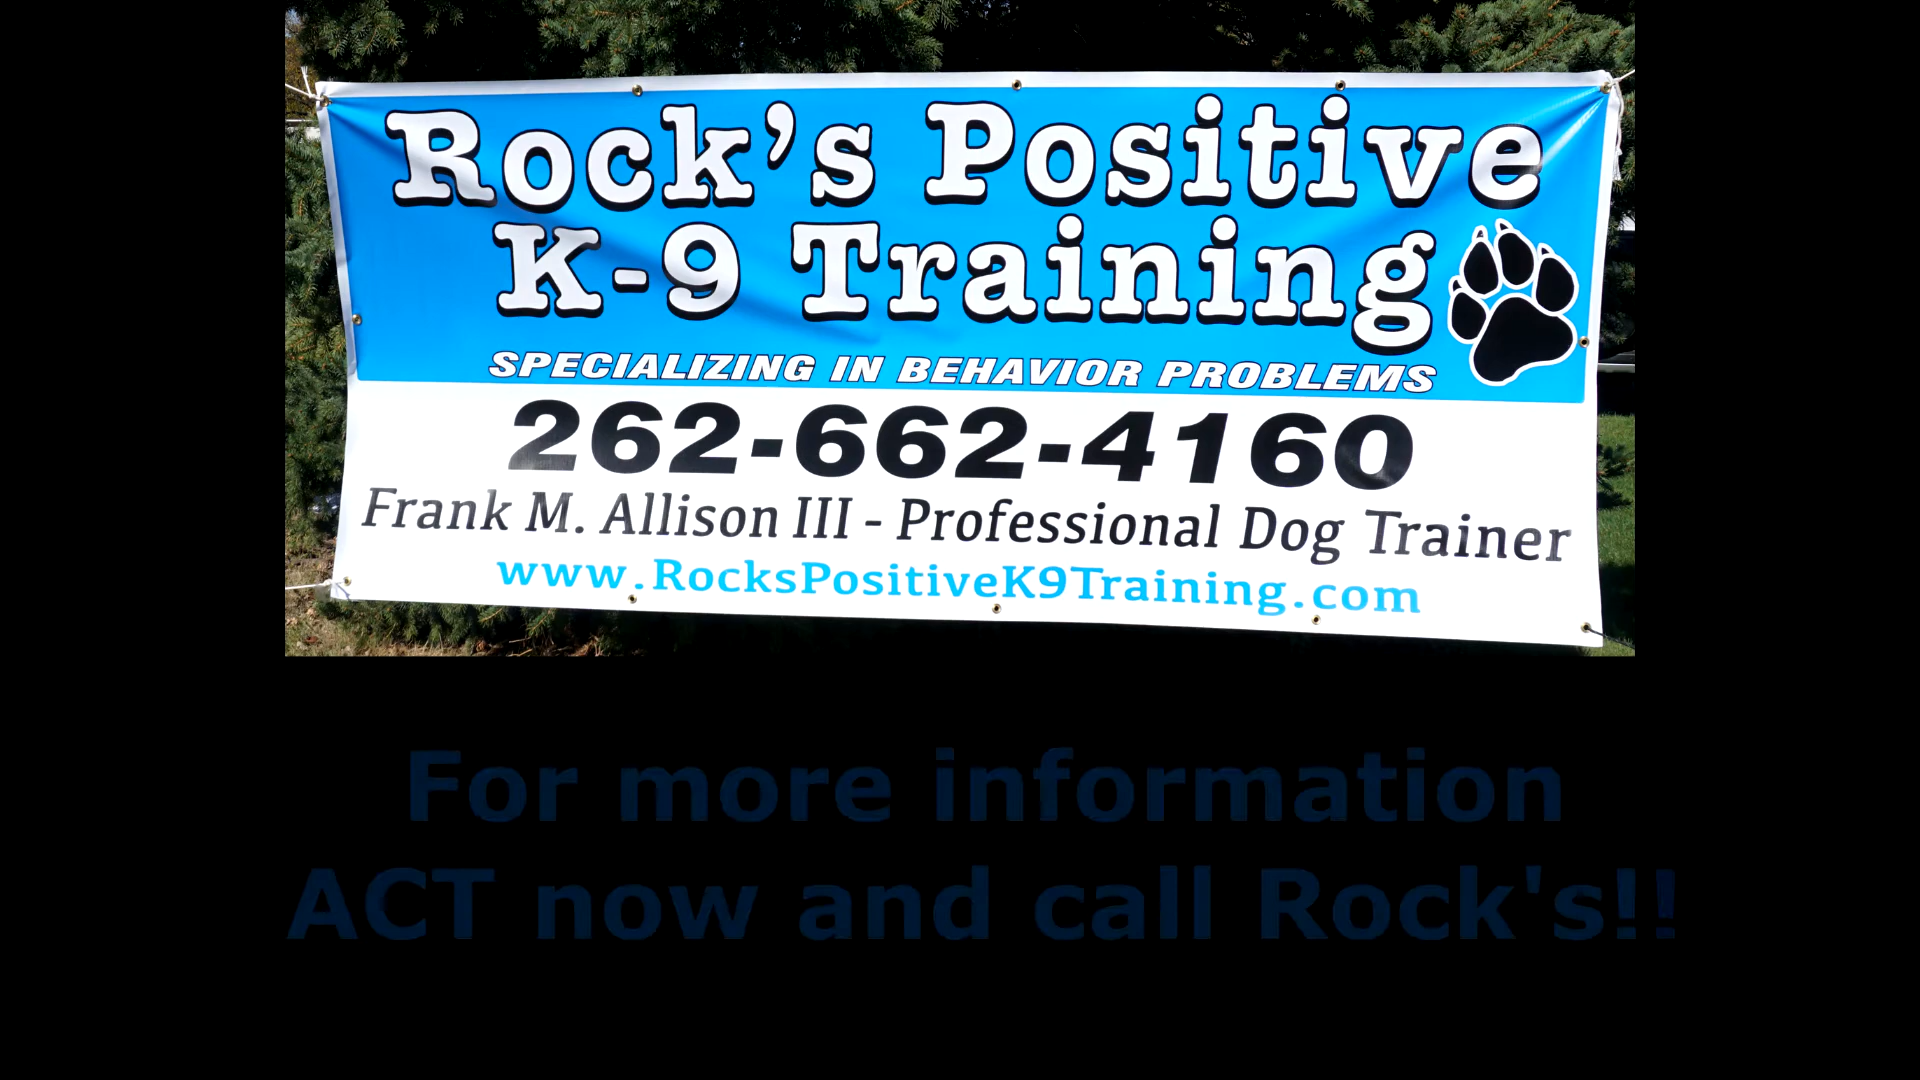 Rock's Positive
K-9 Training
SPECIALIZING IN BEHAVIOR PROBLEMS
262-662-4160
Frank M. Allison III - Professional Dog Trainer
www.RocksPositiveK9Training.com
For more information
ACT now and call Rock's!!